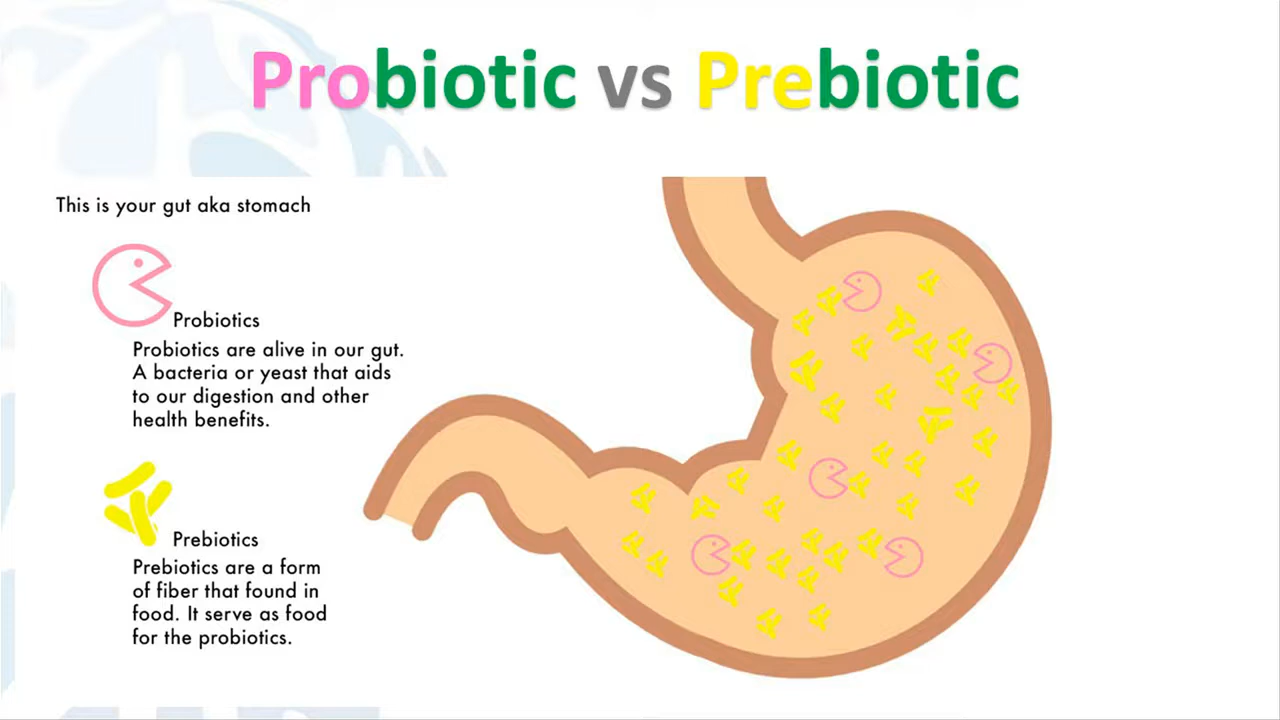 Probiotic vs Prebiotic
This is your gut aka stomach
Probiotics
Probiotics are alive in our gut.
A bacteria or yeast that aids
to our digestion and other
health benefits.
Prebiotics
Prebiotics are a form
of fiber that found in
food. It serve as food
for the probiotics.